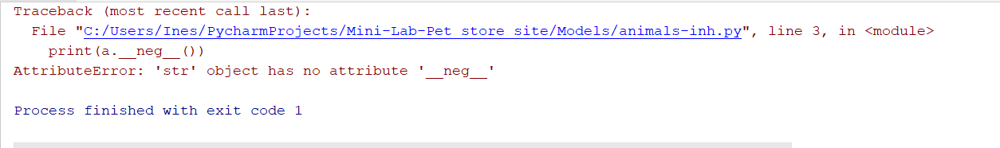 Traceback (most recent call last):
File "C:/Users/Ines/PycharmProjects/Mini-Lab-Pet store site/Models/animals-inh.py", line 3, in <module>
print(a.__neg__())
AttributeError: 'str' object has no attribute '__neg__'
Process finished with exit code 1